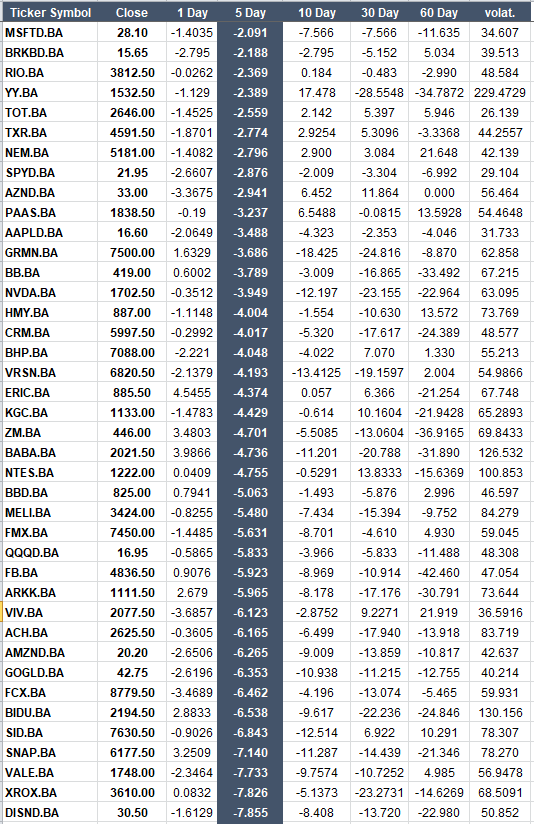 Ticker Symbol Close 1 Day 5 Day 10 Day 30 Day 60 Day volat.
MSFTD.BA 28.10 -1.4035 -2.091 -7.566 -7.566 -11.635 34.607
BRKBD.BA 15.65 -2.795 -2.188 -2.795 -5.152 5.034 39.513
RIO.BA 3812.50 -0.0262 -2.369 0.184 -0.483 -2.990 48.584
YY.BA 1532.50 -1.129 -2.389 17.478 -28.5548 -34.7872 229.4729
TOT.BA 2646.00 -1.4525 -2.559 2.142 5.397 5.946 26.139
TXR.BA 4591.50 -1.8701 -2.774 2.9254 5.3096 -3.3368 44.2557
NEM.BA 5181.00 -1.4082 -2.796 2.900 3.084 21.648 42.139
SPYD.BA 21.95 -2.6607 -2.876 -2.009 -3.304 -6.992 29.104
AZND.BA 33.00 -3.3675 -2.941 6.452 11.864 0.000 56.464
PAAS.BA 1838.50 -0.19 -3.237 6.5488 -0.0815 13.5928 54.4648
AAPLD.BA 16.60 -2.0649 -3.488 -4.323 -2.353 -4.046 31.733
GRMN.BA 7500.00 1.6329 -3.686 -18.425 -24.816 -8.870 62.858
BB.BA 419.00 0.6002 -3.789 -3.009 -16.865 -33.492 67.215
NVDA.BA 1702.50 -0.3512 -3.949 -12.197 -23.155 -22.964 63.095
HMY.BA 887.00 -1.1148 -4.004 -1.554 -10.630 13.572 73.769
CRM.BA 5997.50 -0.2992 -4.017 -5.320 -17.617 -24.389 48.577
BHP.BA 7088.00 -2.221 -4.048 -4.022 7.070 1.330 55.213
VRSN.BA 6820.50 -2.1379 -4.193 -13.4125 -19.1597 2.004 54.9866
ERIC.BA 885.50 4.5455 -4.374 0.057 6.366 -21.254 67.748
KGC.BA 1133.00 -1.4783 -4.429 -0.614 10.1604 -21.9428 65.2893
ZM.BA 446.00 3.4803 -4.701 -5.5085 -13.0604 -36.9165 69.8433
BABA.BA 2021.50 3.9866 -4.736 -11.201 -20.788 -31.890 126.532
NTES.BA 1222.00 0.0409 -4.755 -0.5291 13.8333 -15.6369 100.853
BBD.BA 825.00 0.7941 -5.063 -1.493 -5.876 2.996 46.597
MELI.BA 3424.00 -0.8255 -5.480 -7.434 -15.394 -9.752 84.279
FMX.BA 7450.00 -1.4485 -5.631 -8.701 -4.610 4.930 59.045
QQQD.BA 16.95 -0.5865 -5.833 -3.966 -5.833 -11.488 48.308
FB.BA 4836.50 0.9076 -5.923 -8.969 -10.914 -42.460 47.054
ARKK.BA 1111.50 2.679 -5.965 -8.178 -17.176 -30.791 73.644
VIV.BA 2077.50 -3.6857 -6.123 -2.8752 9.2271 21.919 36.5916
ACH.BA 2625.50 -0.3605 -6.165 -6.499 -17.940 -13.918 83.719
AMZND.BA 20.20 -2.6506 -6.265 -9.009 -13.859 -10.817 42.637
GOGLD.BA 42.75 -2.6196 -6.353 -10.938 -11.215 -12.755 40.214
FCX.BA 8779.50 -3.4689 -6.462 -4.196 -13.074 -5.465 59.931
BIDU.BA 2194.50 2.8833 -6.538 -9.617 -22.236 -24.846 130.156
SID.BA 7630.50 -0.9026 -6.843 -12.514 6.922 10.291 78.307
SNAP.BA 6177.50 3.2509 -7.140 -11.287 -14.439 -21.346 78.270
VALE.BA 1748.00 -2.3464 -7.733 -9.7574 -10.7252 4.985 56.9478
XROX.BA 3610.00 0.0832 -7.826 -5.1373 -23.2731 -14.6269 68.5091
DISND.BA 30.50 -1.6129 -7.855 -8.408 -13.720 -22.980 50.852